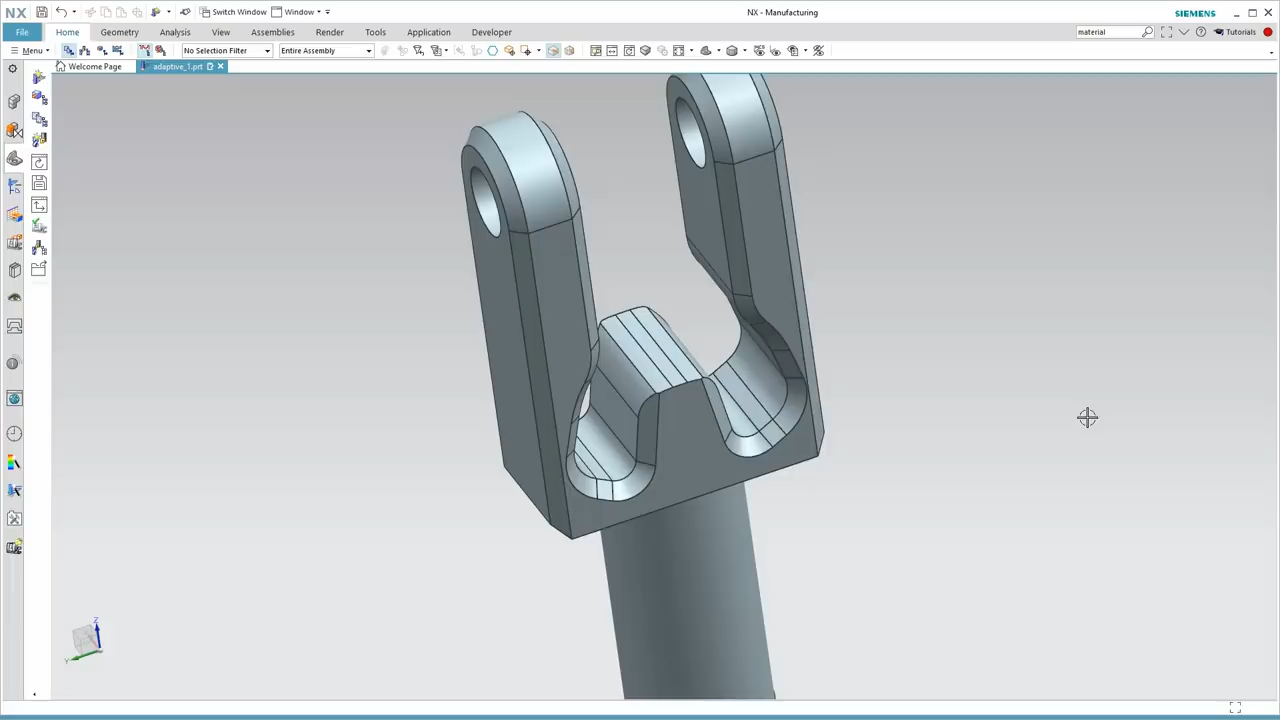 NX Switch Window Window NX - Manufacturing SIEMENS
File Home Geometry Analysis View Assemblies Render Tools Application Developer material Tutorials
Menu No Selection Filter Entire Assembly
Welcome Page adaptive_1.prt
Z
Y